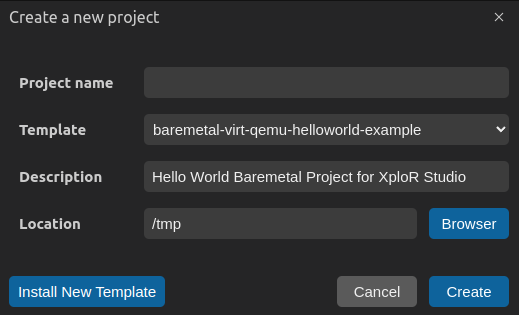 Create a new project ×
Project name
Template baremetal-virt-qemu-helloworld-example
Description Hello World Baremetal Project for XploR Studio
Location /tmp Browser
Install New Template Cancel Create